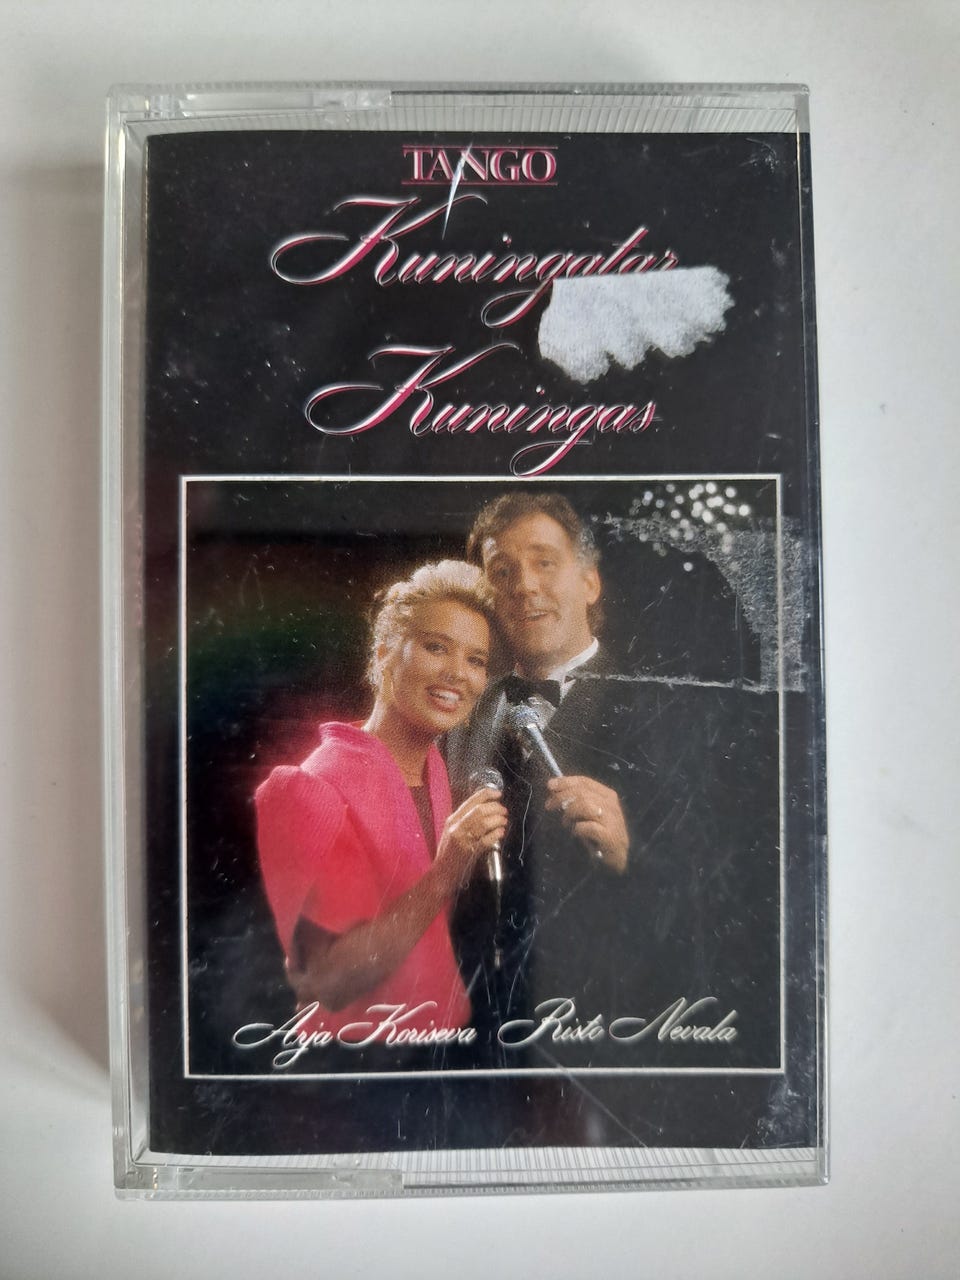 TANGO
Kuningatar
Kuningas
Arja Koriseva Risto Nevala